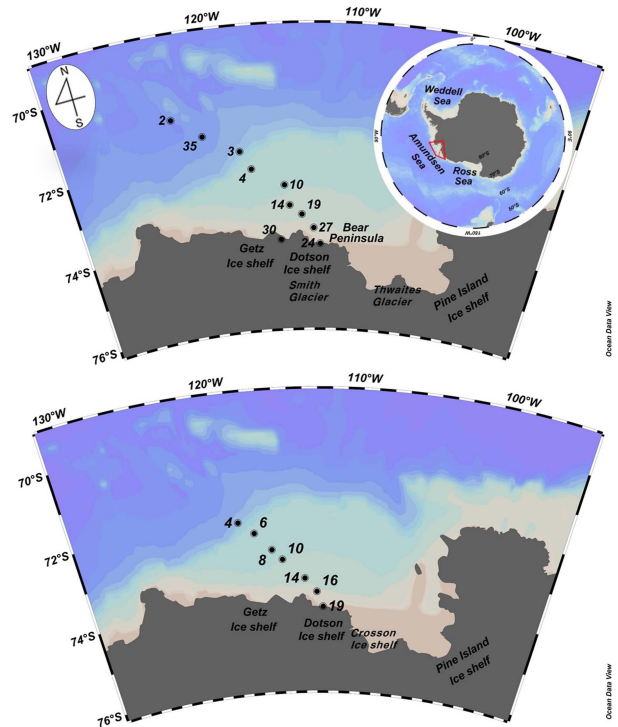 130°W
120°W
110°W
100°W
70°S
72°S
74°S
76°S
N
S
2
35
3
4
10
14
19
27
30
24
Bear
Peninsula
Getz
Ice shelf
Dotson
Ice shelf
Smith
Glacier
Thwaites
Glacier
Pine Island
Ice shelf
Weddell
Sea
Amundsen
Sea
Ross
Sea
60°S
Ocean Data View
130°W
120°W
110°W
100°W
70°S
72°S
74°S
76°S
4
6
8
10
14
16
19
Getz
Ice shelf
Dotson
Ice shelf
Crosson
Ice shelf
Pine Island
Ice shelf
Ocean Data View